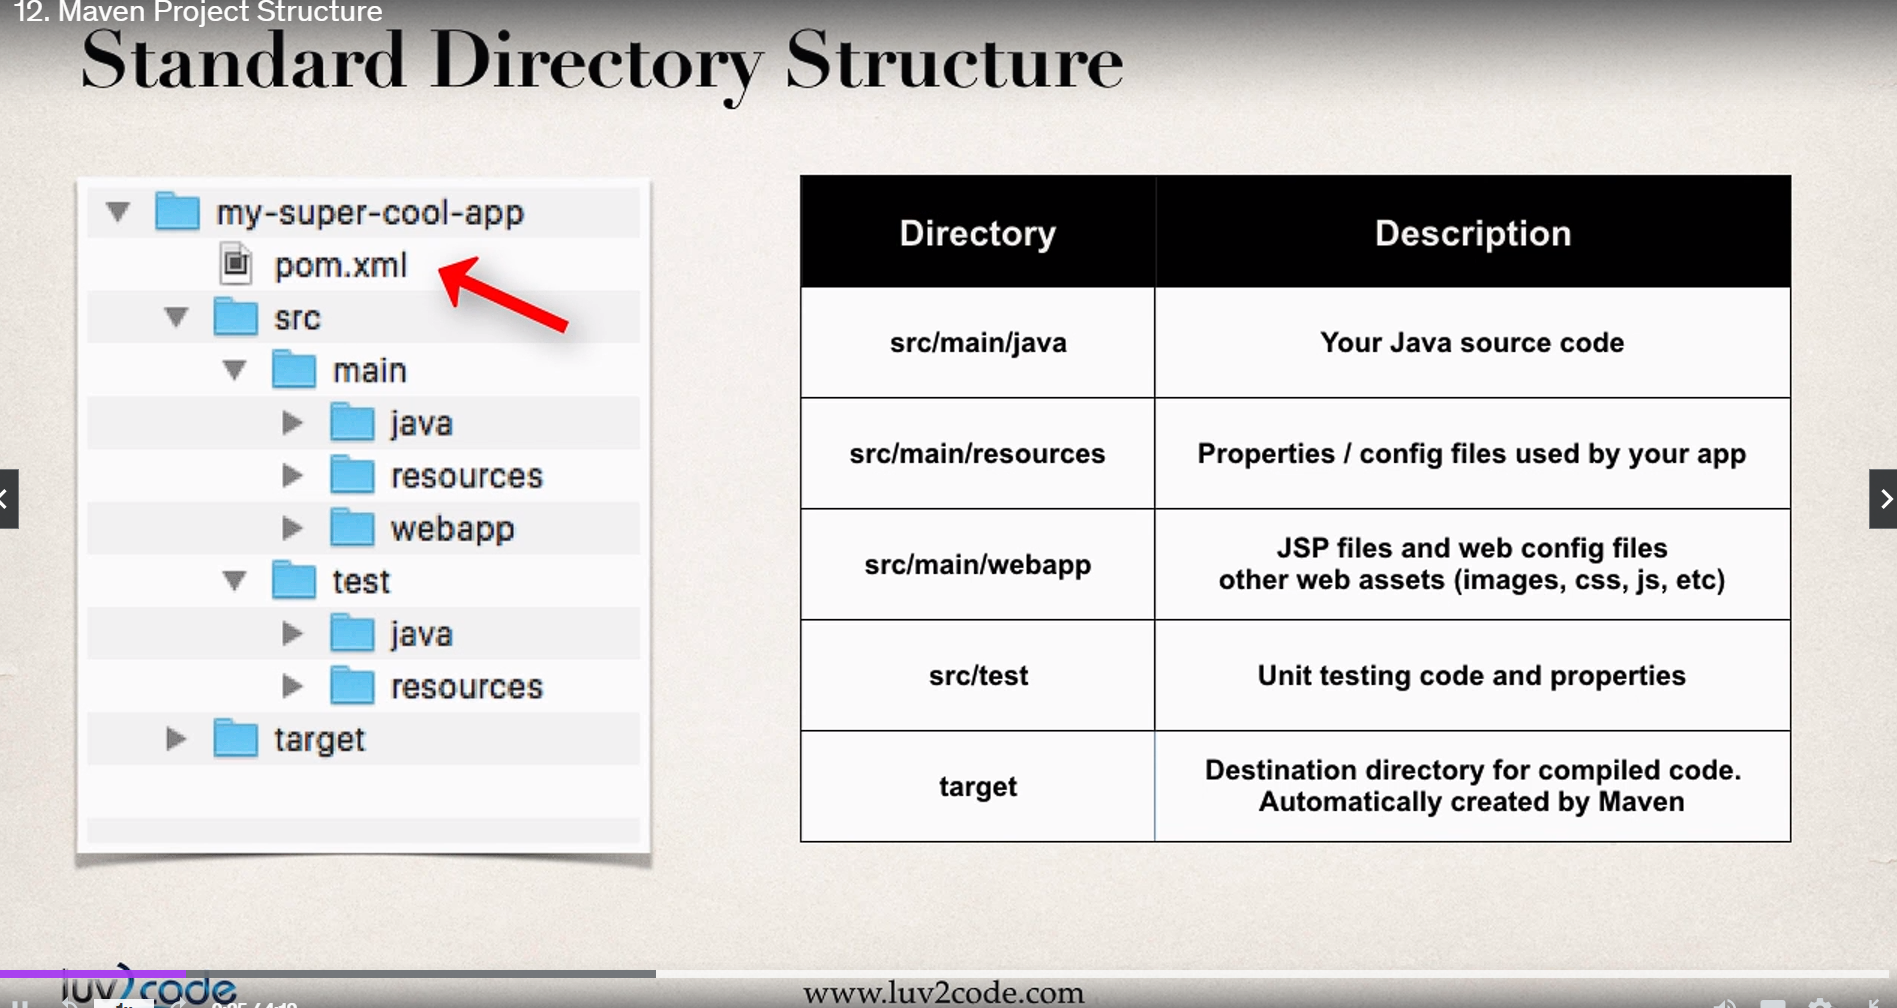 12. Maven Project Structure
Standard Directory Structure
my-super-cool-app
pom.xml
src
main
java
resources
webapp
test
java
resources
target
Directory Description
src/main/java Your Java source code
src/main/resources Properties / config files used by your app
src/main/webapp JSP files and web config files
other web assets (images, css, js, etc)
src/test Unit testing code and properties
target Destination directory for compiled code.
Automatically created by Maven
luv2code
www.luv2code.com